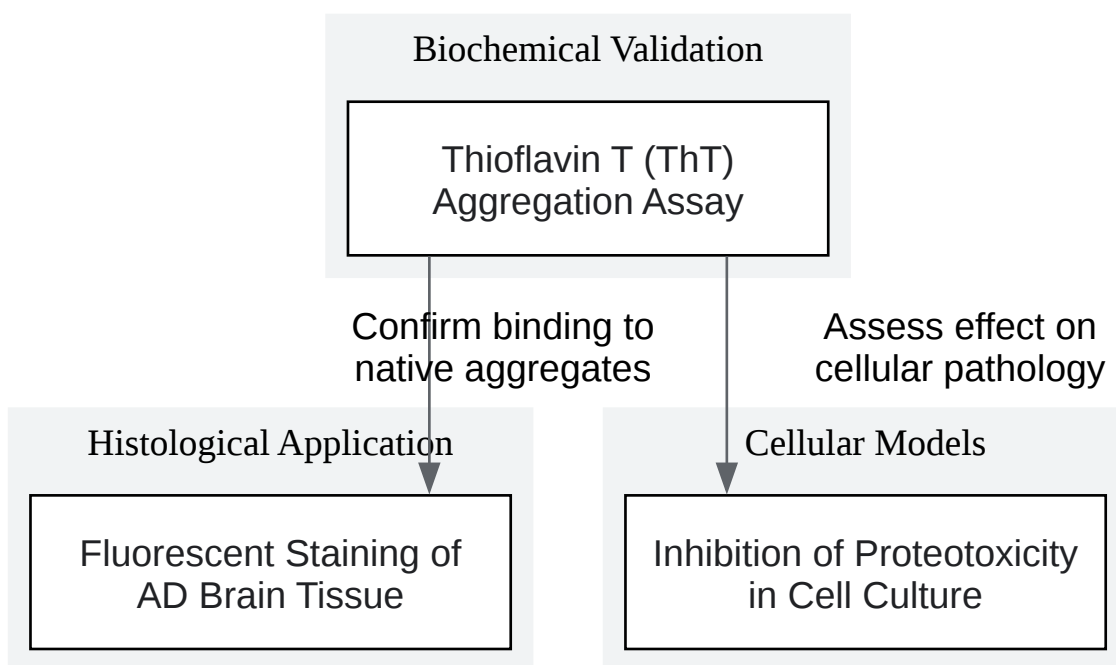 Biochemical Validation
Thioflavin T (ThT)
Aggregation Assay
Confirm binding to
native aggregates
Assess effect on
cellular pathology
Histological Application
Fluorescent Staining of
AD Brain Tissue
Cellular Models
Inhibition of Proteotoxicity
in Cell Culture